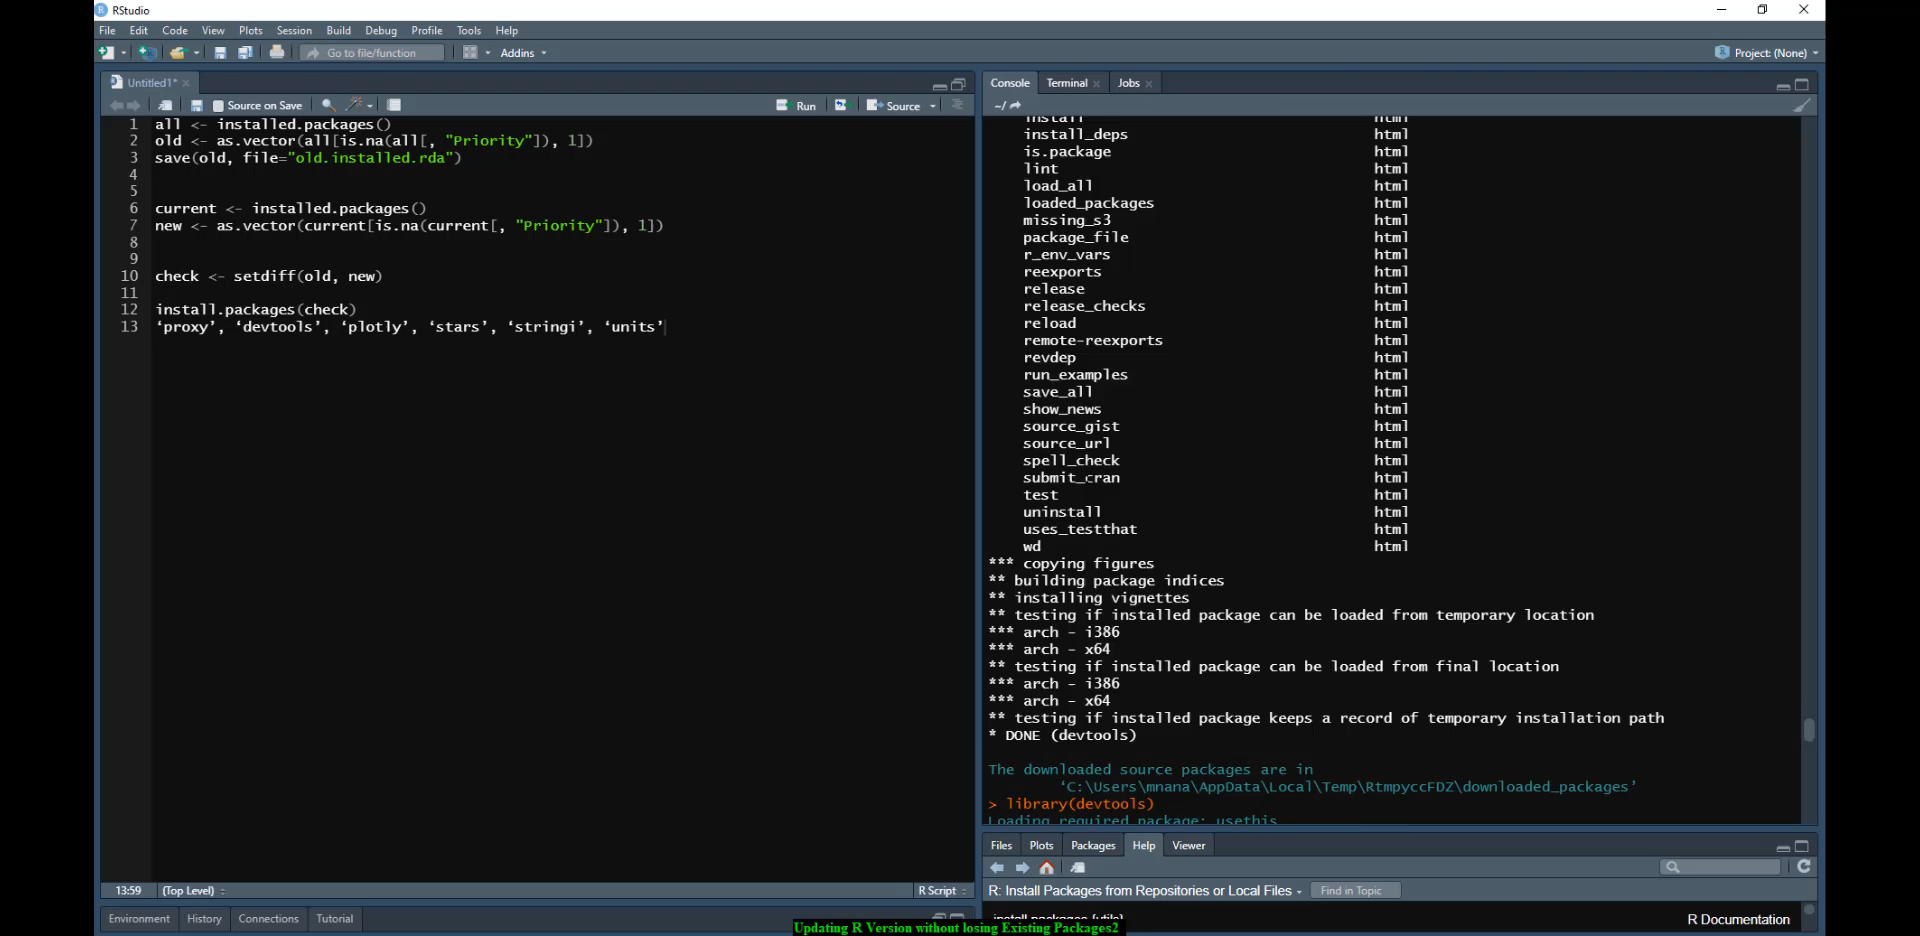 RStudio
File Edit Code View Plots Session Build Debug Profile Tools Help
Go to file/function Addins Project: (None)
Untitled1*
Source on Save Run Source
1 all <- installed.packages()
2 old <- as.vector(all[is.na(all[, "Priority"]), 1])
3 save(old, file="old.installed.rda")
4
5
6 current <- installed.packages()
7 new <- as.vector(current[is.na(current[, "Priority"]), 1])
8
9
10 check <- setdiff(old, new)
11
12 install.packages(check)
13 ‘proxy’, ‘devtools’, ‘plotly’, ‘stars’, ‘stringi’, ‘units’
13:59 (Top Level) R Script
Environment History Connections Tutorial
Console Terminal Jobs
~/
install html
install_deps html
is.package html
lint html
load_all html
loaded_packages html
missing_s3 html
package_file html
r_env_vars html
reexports html
release html
release_checks html
reload html
remote-reexports html
revdep html
run_examples html
save_all html
show_news html
source_gist html
source_url html
spell_check html
submit_cran html
test html
uninstall html
uses_testthat html
wd html
*** copying figures
** building package indices
** installing vignettes
** testing if installed package can be loaded from temporary location
*** arch - i386
*** arch - x64
** testing if installed package can be loaded from final location
*** arch - i386
*** arch - x64
** testing if installed package keeps a record of temporary installation path
* DONE (devtools)
The downloaded source packages are in
‘C:\Users\mnana\AppData\Local\Temp\RtmpyccFDZ\downloaded_packages’
> library(devtools)
Loading required package: usethis
Files Plots Packages Help Viewer
R: Install Packages from Repositories or Local Files Find in Topic
install.packages {utils} R Documentation
Updating R Version without losing Existing Packages2